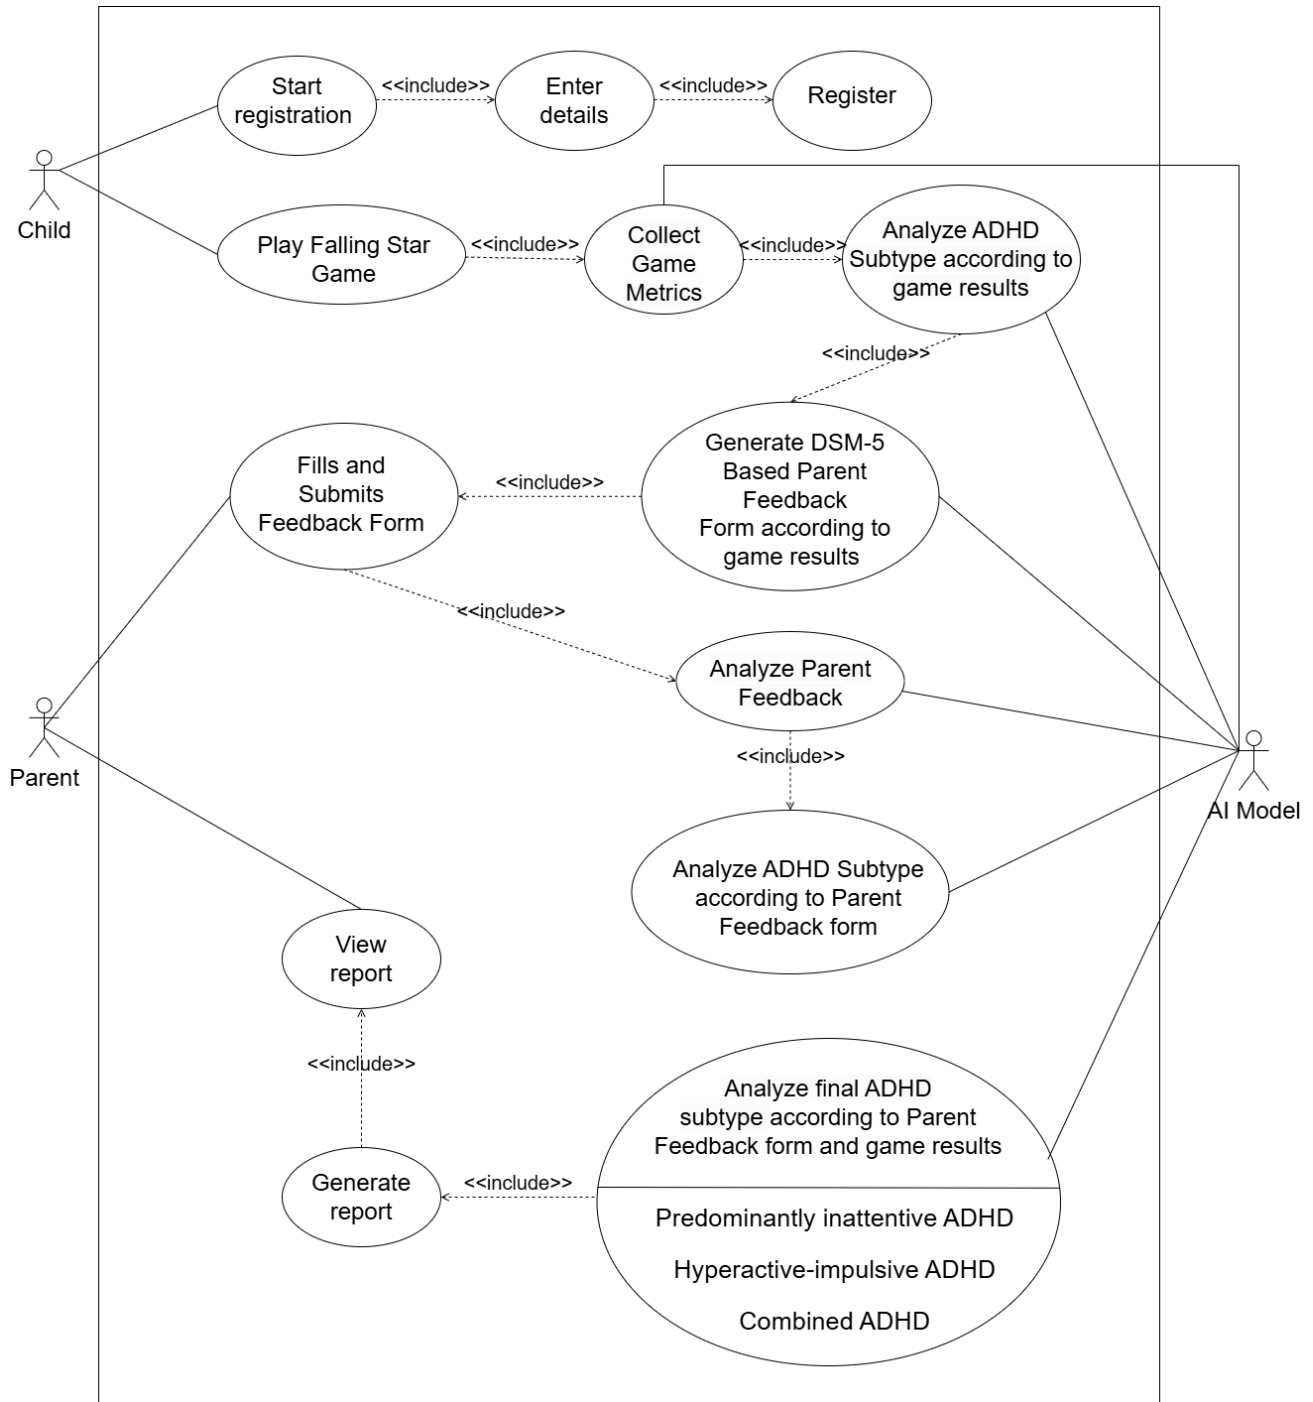 Start
registration
<<include>>
Enter
details
<<include>>
Register
Child
Play Falling Star
Game
<<include>>
Collect
Game
Metrics
<<include>>
Analyze ADHD
Subtype according to
game results
<<include>>
Fills and
Submits
Feedback Form
<<include>>
Generate DSM-5
Based Parent
Feedback
Form according to
game results
<<include>>
Analyze Parent
Feedback
Parent
<<include>>
AI Model
Analyze ADHD Subtype
according to Parent
Feedback form
View
report
<<include>>
Analyze final ADHD
subtype according to Parent
Feedback form and game results
Generate
report
<<include>>
Predominantly inattentive ADHD
Hyperactive-impulsive ADHD
Combined ADHD